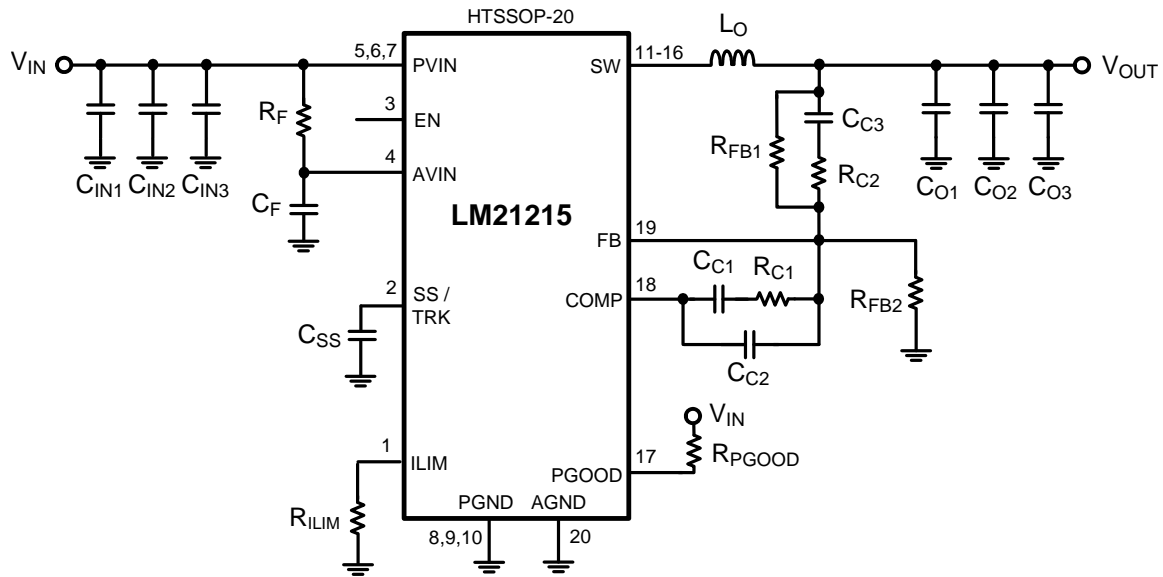 HTSSOP-20
V_IN
5,6,7
PVIN
SW
11-16
L_O
V_OUT
C_IN1
C_IN2
C_IN3
R_F
3
EN
4
AVIN
C_F
LM21215
R_FB1
C_C3
R_C2
C_O1
C_O2
C_O3
FB
19
2
SS /
TRK
C_SS
COMP
18
C_C1
R_C1
C_C2
R_FB2
1
ILIM
R_ILIM
V_IN
R_PGOOD
PGOOD
17
PGND
AGND
8,9,10
20